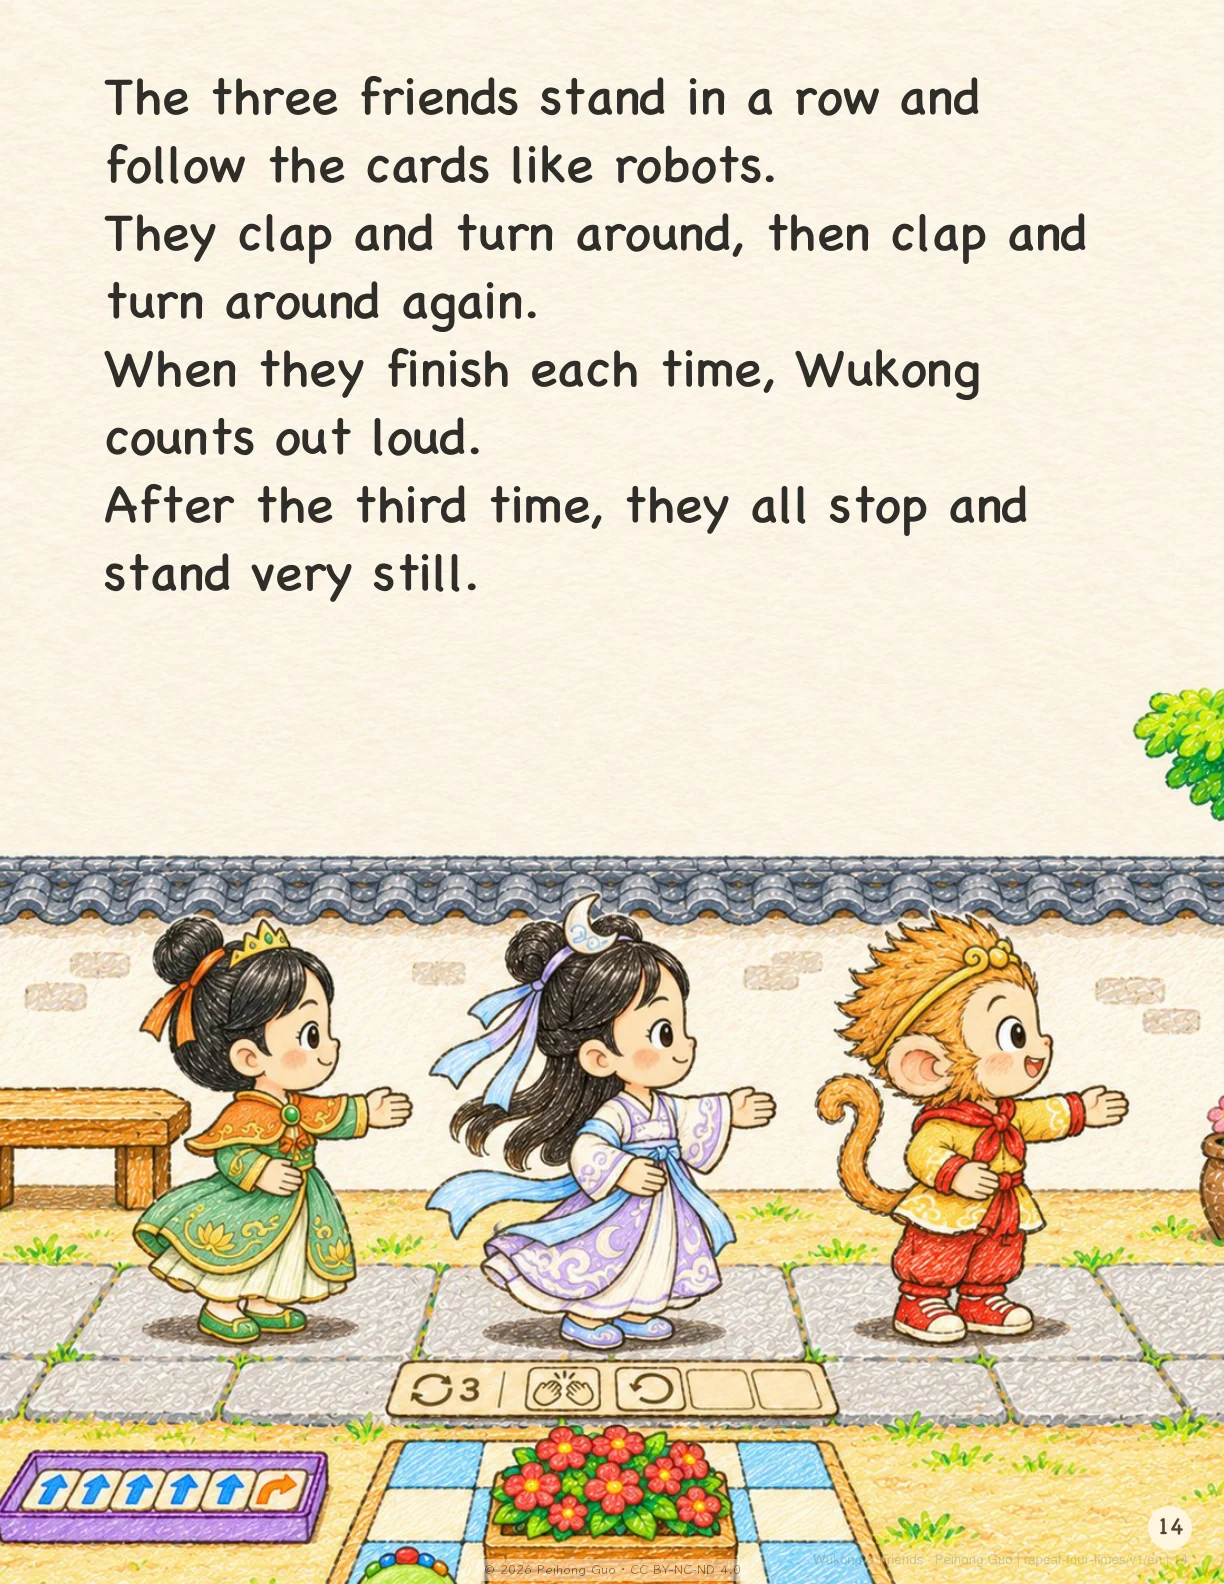 The three friends stand in a row and
follow the cards like robots.
They clap and turn around, then clap and
turn around again.
When they finish each time, Wukong
counts out loud.
After the third time, they all stop and
stand very still.
3
14
© 2026 Peihong Guo • CC BY-NC-ND 4.0